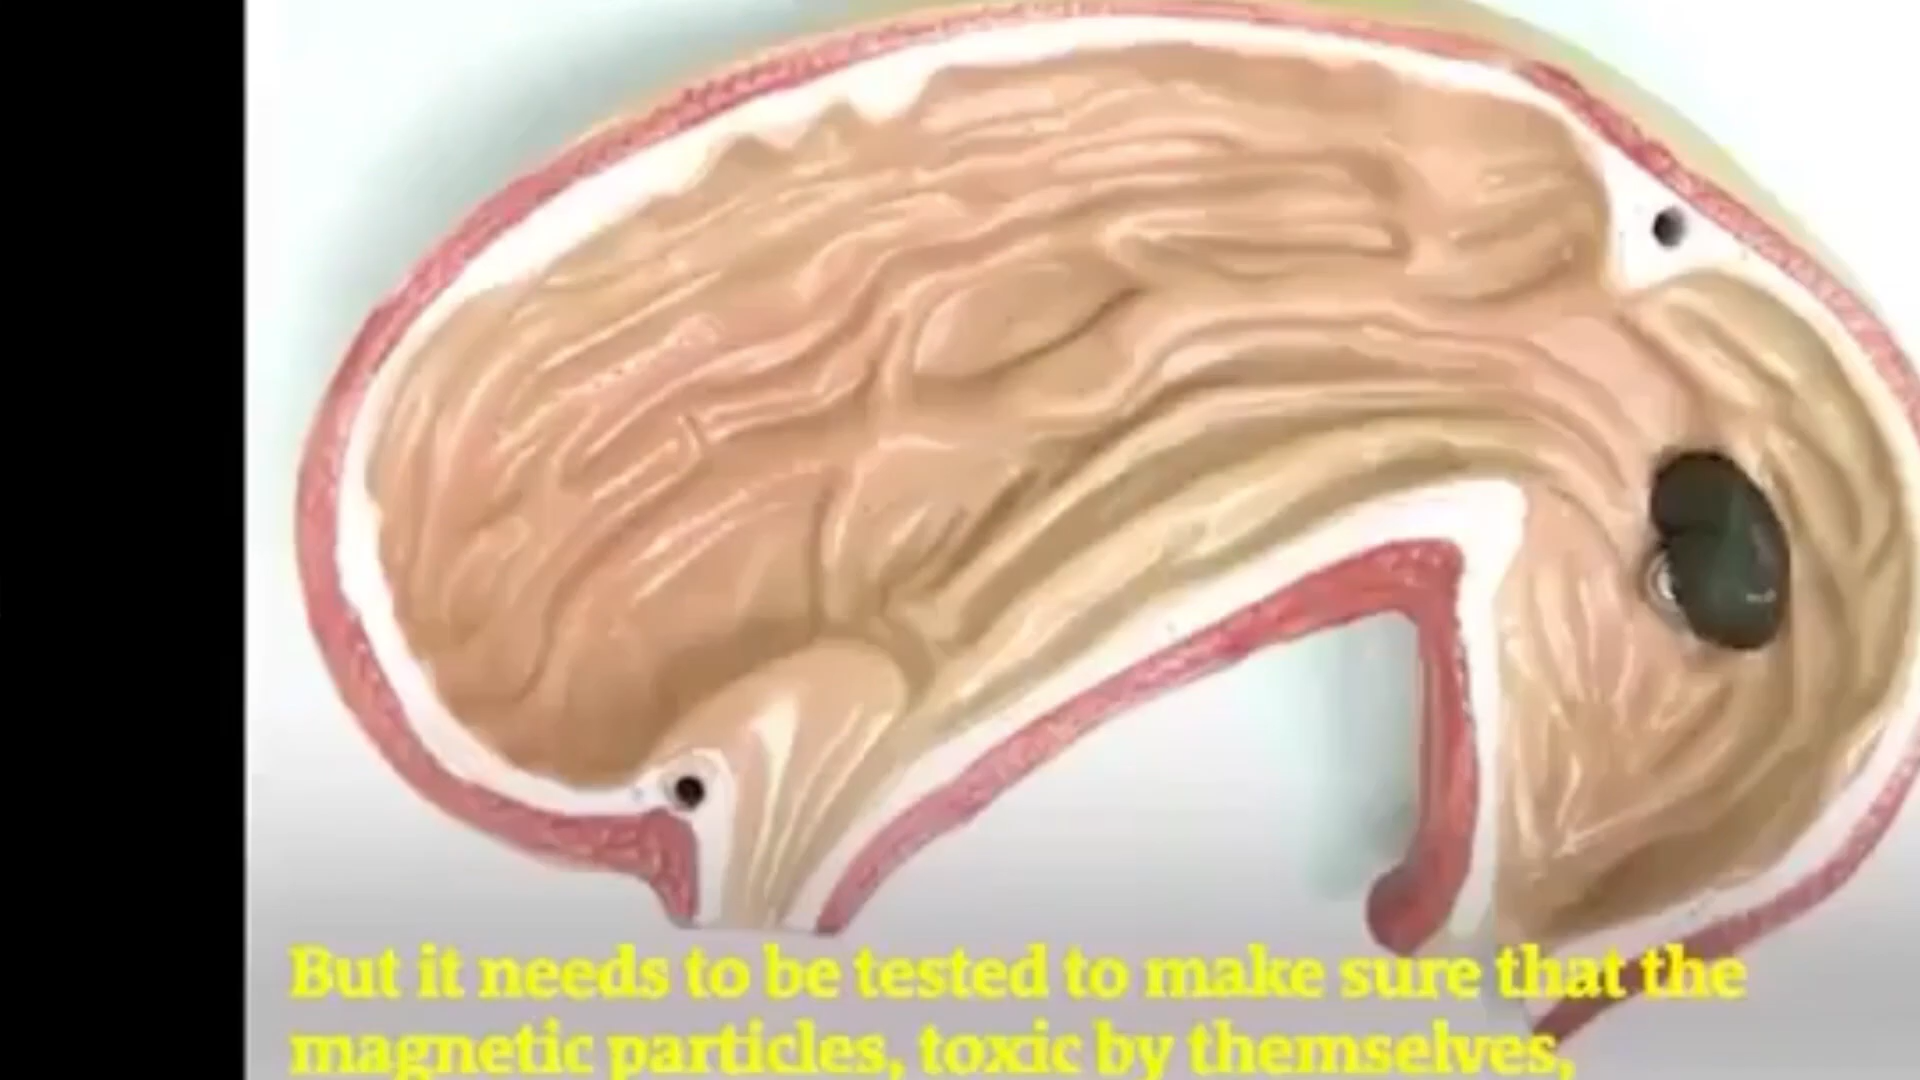 But it needs to be tested to make sure that the
magnetic particles, toxic by themselves,